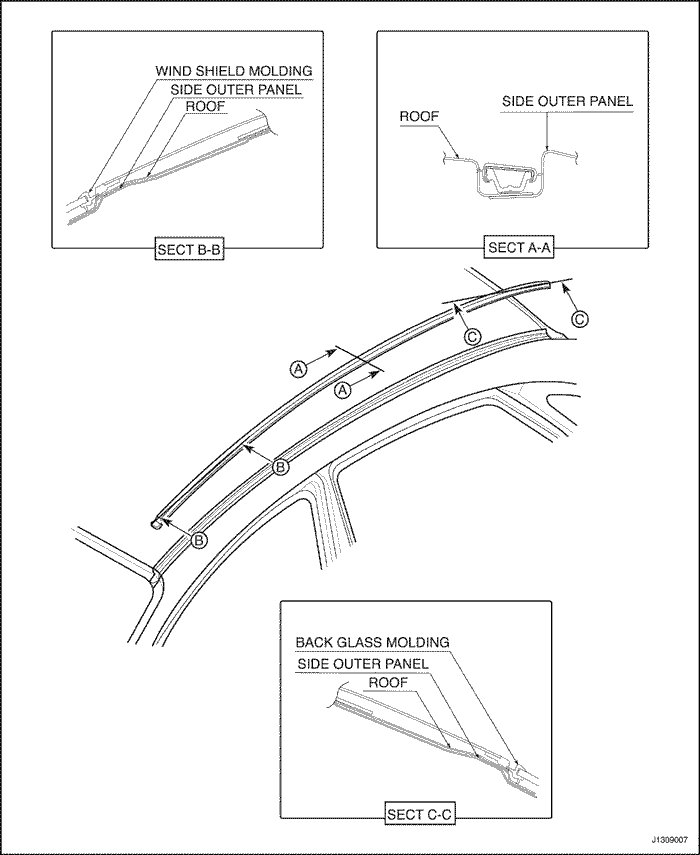 WIND SHIELD MOLDING
SIDE OUTER PANEL
ROOF
SECT B-B
SIDE OUTER PANEL
ROOF
SECT A-A
C
C
A
A
B
B
BACK GLASS MOLDING
SIDE OUTER PANEL
ROOF
SECT C-C
J1309007